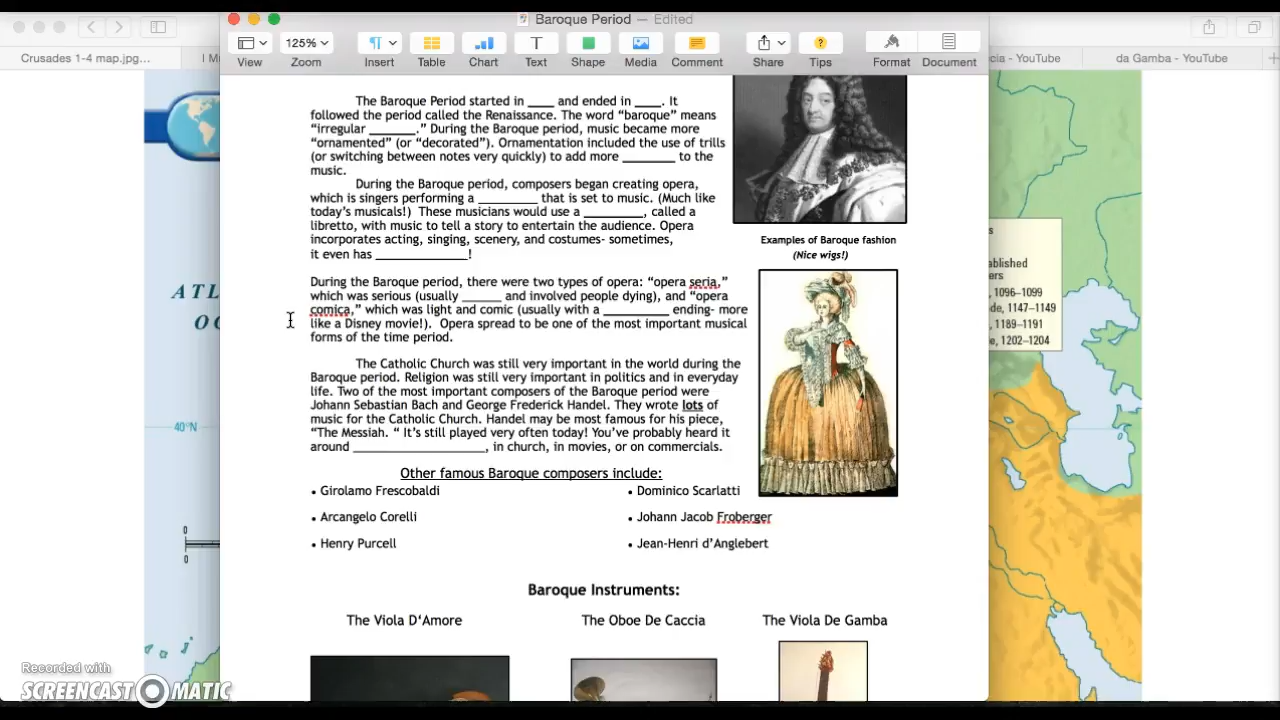 Baroque Period — Edited
View
125%
Zoom
Insert
Table
Chart
Text
Shape
Media
Comment
Share
Tips
Format
Document
Crusades 1-4 map.jpg...
I M
cia - YouTube
da Gamba - YouTube
The Baroque Period started in ____ and ended in ____. It
followed the period called the Renaissance. The word “baroque” means
“irregular _______.” During the Baroque period, music became more
“ornamented” (or “decorated”). Ornamentation included the use of trills
(or switching between notes very quickly) to add more ________ to the
music.
During the Baroque period, composers began creating opera,
which is singers performing a _________ that is set to music. (Much like
today’s musicals!) These musicians would use a _________, called a
libretto, with music to tell a story to entertain the audience. Opera
incorporates acting, singing, scenery, and costumes- sometimes,
it even has ______________!
During the Baroque period, there were two types of opera: “opera seria,”
which was serious (usually ______ and involved people dying), and “opera
comica,” which was light and comic (usually with a __________ ending- more
like a Disney movie!). Opera spread to be one of the most important musical
forms of the time period.
The Catholic Church was still very important in the world during the
Baroque period. Religion was still very important in politics and in everyday
life. Two of the most important composers of the Baroque period were
Johann Sebastian Bach and George Frederick Handel. They wrote lots of
music for the Catholic Church. Handel may be most famous for his piece,
“The Messiah. “ It’s still played very often today! You’ve probably heard it
around ____________________, in church, in movies, or on commercials.
Examples of Baroque fashion
(Nice wigs!)
Other famous Baroque composers include:
• Girolamo Frescobaldi
• Dominico Scarlatti
• Arcangelo Corelli
• Johann Jacob Froberger
• Henry Purcell
• Jean-Henri d’Anglebert
Baroque Instruments:
The Viola D‘Amore
The Oboe De Caccia
The Viola De Gamba
ATL
OC
40°N
0
0
s
ablished
ers
, 1096–1099
de, 1147–1149
, 1189–1191
e, 1202–1204
Recorded with
SCREENCAST-O-MATIC